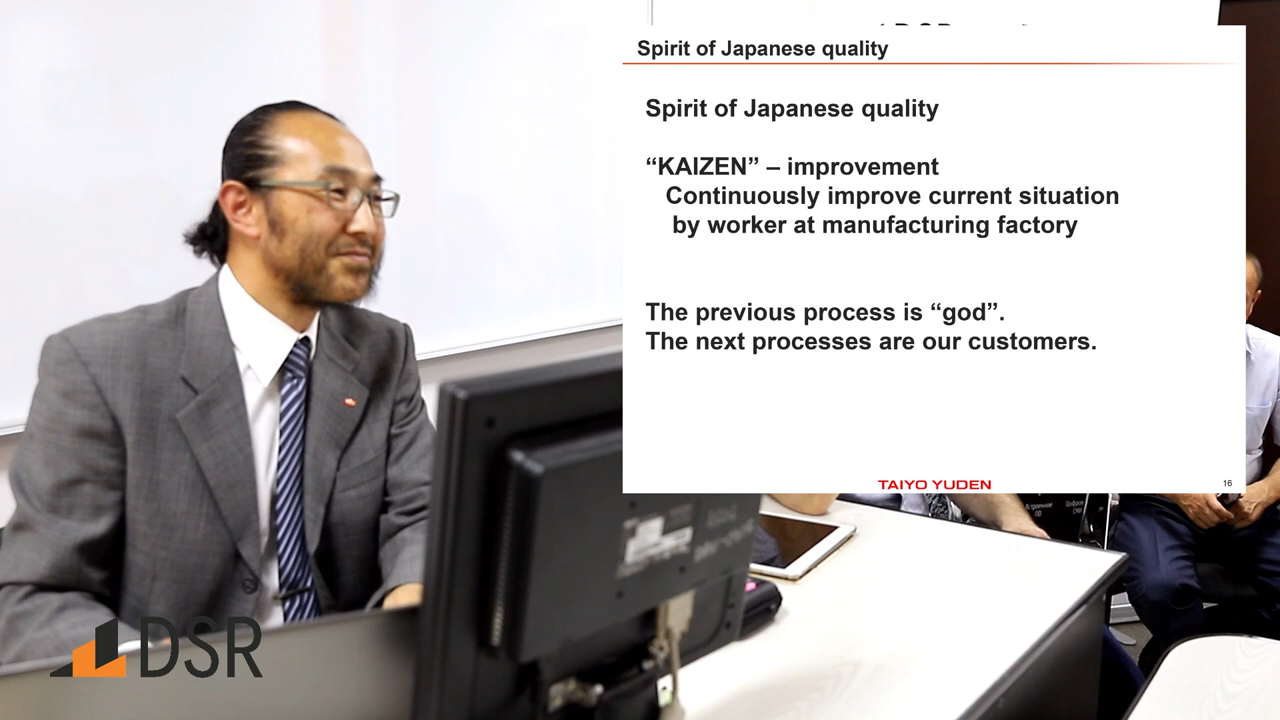 Spirit of Japanese quality
Spirit of Japanese quality
“KAIZEN” – improvement
Continuously improve current situation
by worker at manufacturing factory
The previous process is “god”.
The next processes are our customers.
TAIYO YUDEN
16
DSR